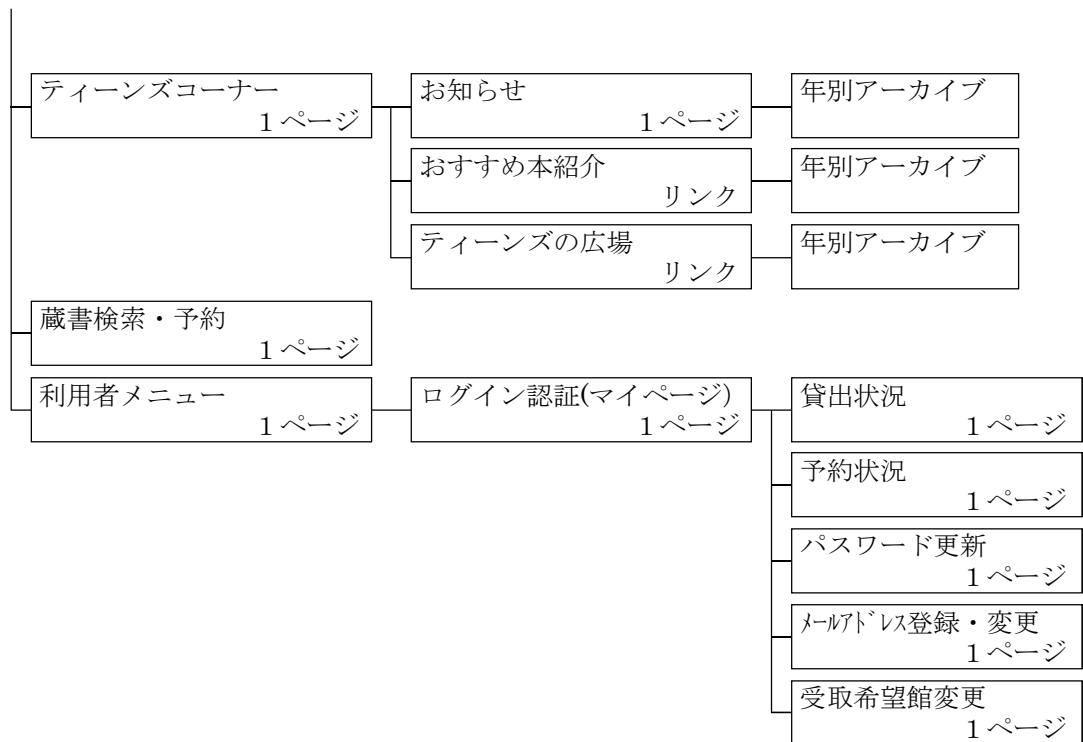 ティーンズコーナー
1ページ
お知らせ
1ページ
年別アーカイブ
おすすめ本紹介
リンク
年別アーカイブ
ティーンズの広場
リンク
年別アーカイブ
蔵書検索・予約
1ページ
利用者メニュー
1ページ
ログイン認証(マイページ)
1ページ
貸出状況
1ページ
予約状況
1ページ
パスワード更新
1ページ
メールアドレス登録・変更
1ページ
受取希望館変更
1ページ